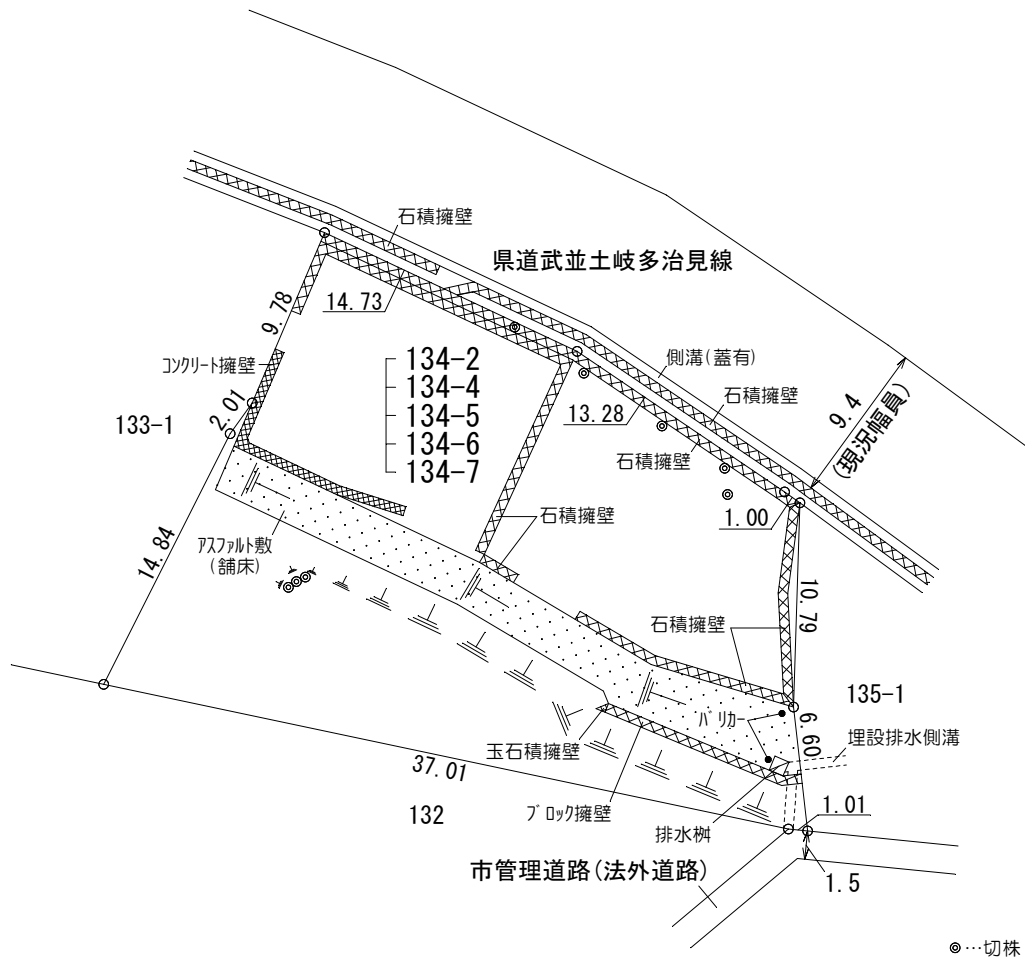 石積擁壁
県道武並土岐多治見線
9.78
14.73
コンクリート擁壁
134-2
134-4
134-5
134-6
134-7
側溝(蓋有)
石積擁壁
9.4
(現況幅員)
133-1
2.01
13.28
石積擁壁
石積擁壁
1.00
14.84
アスファルト敷
(舗床)
10.79
石積擁壁
135-1
バリカー
6.60
埋設排水側溝
玉石積擁壁
37.01
132
ブロック擁壁
排水桝
1.01
市管理道路(法外道路)
1.5
◎…切株